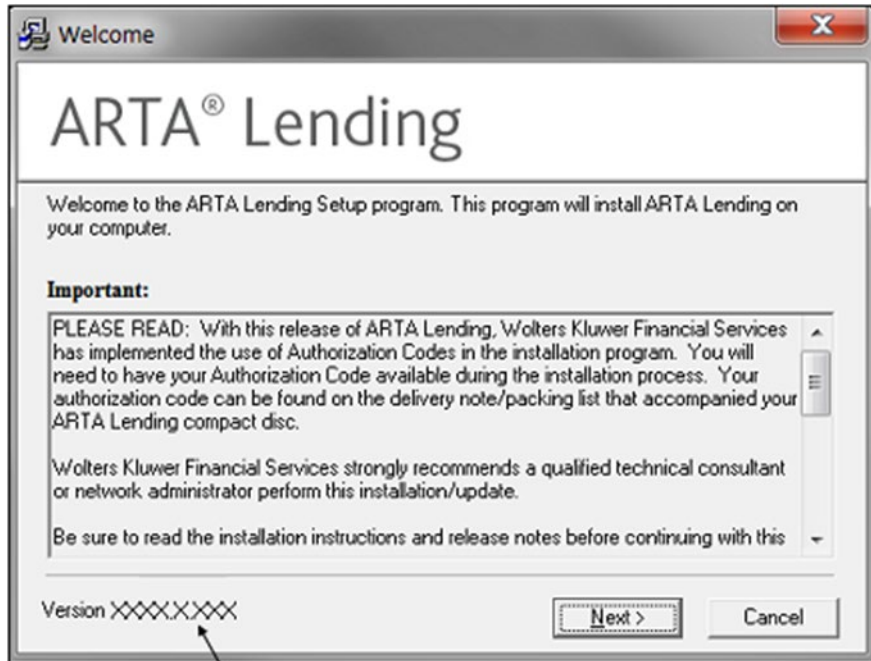 Welcome
ARTA® Lending
Welcome to the ARTA Lending Setup program. This program will install ARTA Lending on
your computer.
Important:
PLEASE READ:  With this release of ARTA Lending, Wolters Kluwer Financial Services
has implemented the use of Authorization Codes in the installation program.  You will
need to have your Authorization Code available during the installation process.  Your
authorization code can be found on the delivery note/packing list that accompanied your
ARTA Lending compact disc.
Wolters Kluwer Financial Services strongly recommends a qualified technical consultant
or network administrator perform this installation/update.
Be sure to read the installation instructions and release notes before continuing with this
Version XXXX.X.XXX
Next >
Cancel